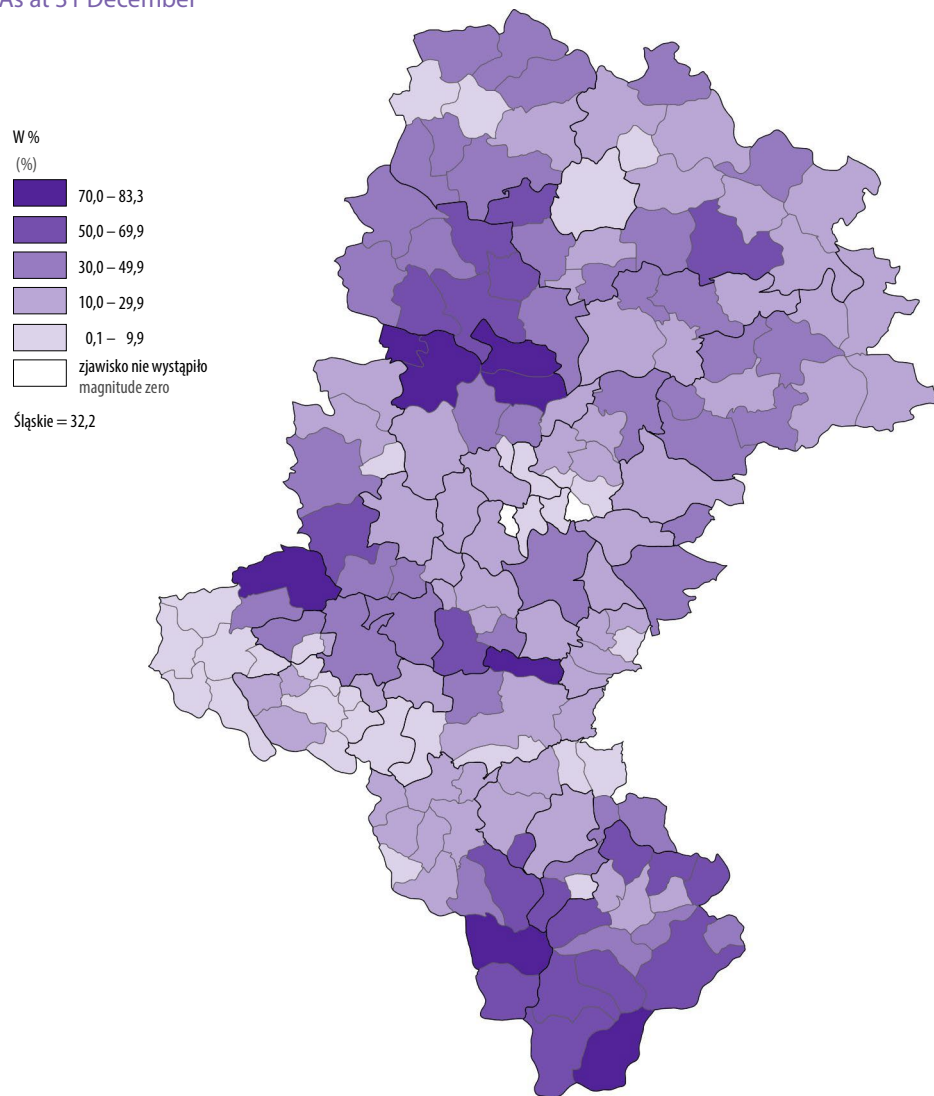 As at 31 December
W %
(%)
70,0 – 83,3
50,0 – 69,9
30,0 – 49,9
10,0 – 29,9
0,1 – 9,9
zjawisko nie wystąpiło
magnitude zero
Śląskie = 32,2